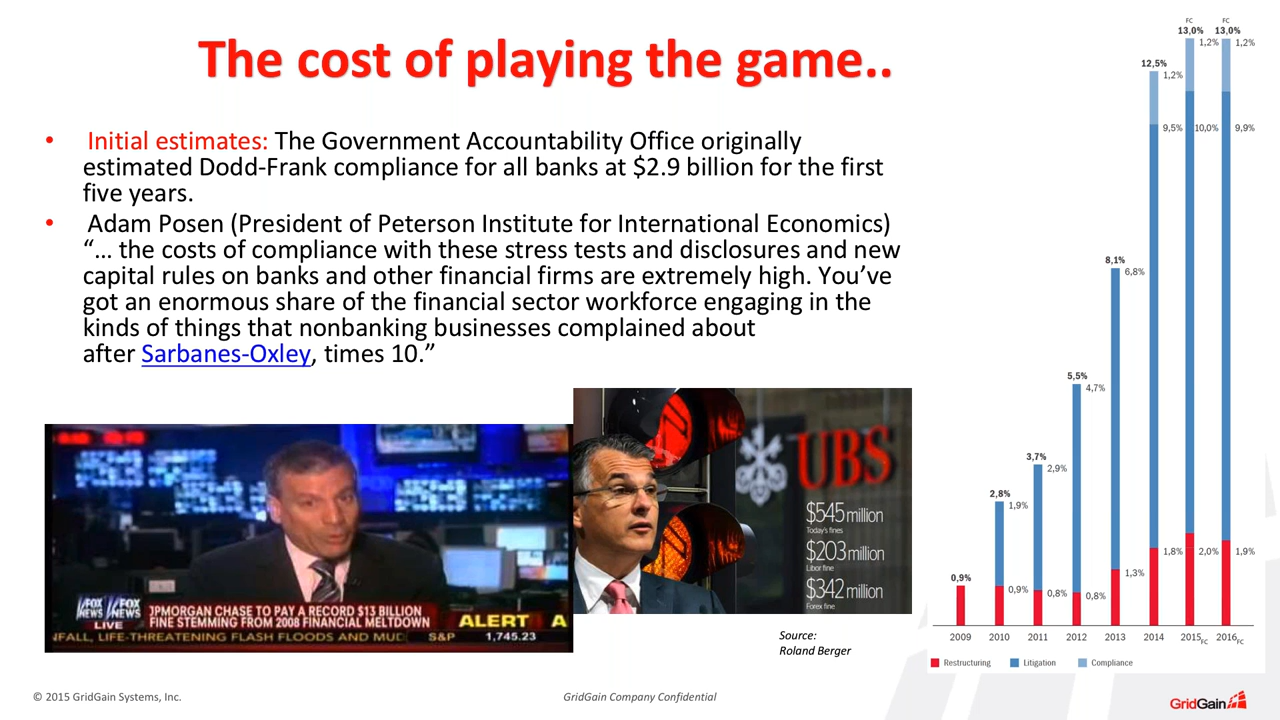 The cost of playing the game..
• Initial estimates: The Government Accountability Office originally
estimated Dodd-Frank compliance for all banks at $2.9 billion for the first
five years.
• Adam Posen (President of Peterson Institute for International Economics)
“... the costs of compliance with these stress tests and disclosures and new
capital rules on banks and other financial firms are extremely high. You’ve
got an enormous share of the financial sector workforce engaging in the
kinds of things that nonbanking businesses complained about
after Sarbanes-Oxley, times 10.”
FOX NEWS
FOX NEWS
LIVE
JPMORGAN CHASE TO PAY A RECORD $13 BILLION
FINE STEMMING FROM 2008 FINANCIAL MELTDOWN
ALERT A
NFALL, LIFE-THREATENING FLASH FLOODS AND MUD S&P 1,745.23
UBS
$545 million
Today's fines
$203 million
Libor fine
$342 million
Forex fine
Source:
Roland Berger
FC FC
13,0% 13,0%
1,2% 1,2%
12,5%
1,2%
9,5% 10,0% 9,9%
8,1%
6,8%
5,5%
4,7%
3,7%
2,9%
2,8%
1,9%
1,8% 2,0% 1,9%
1,3%
0,9%
0,9% 0,8% 0,8%
2009 2010 2011 2012 2013 2014 2015 FC 2016 FC
Restructuring Litigation Compliance
© 2015 GridGain Systems, Inc.
GridGain Company Confidential
GridGain